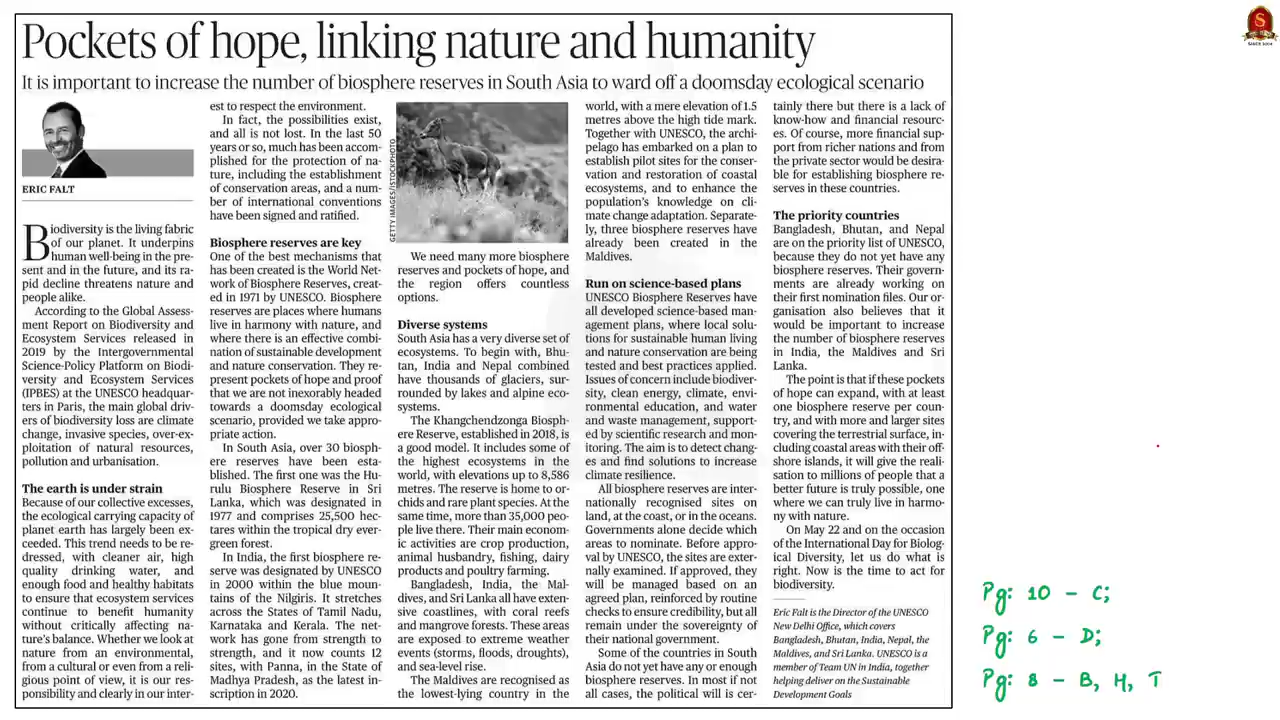 Pockets of hope, linking nature and humanity
It is important to increase the number of biosphere reserves in South Asia to ward off a doomsday ecological scenario
ERIC FALT
Biodiversity is the living fabric
of our planet. It underpins
human well-being in the pre-
sent and in the future, and its ra-
pid decline threatens nature and
people alike.
According to the Global Assess-
ment Report on Biodiversity and
Ecosystem Services released in
2019 by the Intergovernmental
Science-Policy Platform on Biodi-
versity and Ecosystem Services
(IPBES) at the UNESCO headquar-
ters in Paris, the main global driv-
ers of biodiversity loss are climate
change, invasive species, over-ex-
ploitation of natural resources,
pollution and urbanisation.
The earth is under strain
Because of our collective excesses,
the ecological carrying capacity of
planet earth has largely been ex-
ceeded. This trend needs to be re-
dressed, with cleaner air, high
quality drinking water, and
enough food and healthy habitats
to ensure that ecosystem services
continue to benefit humanity
without critically affecting na-
ture's balance. Whether we look at
nature from an environmental,
from a cultural or even from a reli-
gious point of view, it is our res-
ponsibility and clearly in our inter-
est to respect the environment.
In fact, the possibilities exist,
and all is not lost. In the last 50
years or so, much has been accom-
plished for the protection of na-
ture, including the establishment
of conservation areas, and a num-
ber of international conventions
have been signed and ratified.
Biosphere reserves are key
One of the best mechanisms that
has been created is the World Net-
work of Biosphere Reserves, creat-
ed in 1971 by UNESCO. Biosphere
reserves are places where humans
live in harmony with nature, and
where there is an effective combi-
nation of sustainable development
and nature conservation. They re-
present pockets of hope and proof
that we are not inexorably headed
towards a doomsday ecological
scenario, provided we take appro-
priate action.
In South Asia, over 30 biosph-
ere reserves have been esta-
blished. The first one was the Hu-
rulu Biosphere Reserve in Sri
Lanka, which was designated in
1977 and comprises 25,500 hec-
tares within the tropical dry ever-
green forest.
In India, the first biosphere re-
serve was designated by UNESCO
in 2000 within the blue moun-
tains of the Nilgiris. It stretches
across the States of Tamil Nadu,
Karnataka and Kerala. The net-
work has gone from strength to
strength, and it now counts 12
sites, with Panna, in the State of
Madhya Pradesh, as the latest in-
scription in 2020.
GETTY IMAGES/ISTOCKPHOTO
We need many more biosphere
reserves and pockets of hope, and
the region offers countless
options.
Diverse systems
South Asia has a very diverse set of
ecosystems. To begin with, Bhu-
tan, India and Nepal combined
have thousands of glaciers, sur-
rounded by lakes and alpine eco-
systems.
The Khangchendzonga Biosph-
ere Reserve, established in 2018, is
a good model. It includes some of
the highest ecosystems in the
world, with elevations up to 8,586
metres. The reserve is home to or-
chids and rare plant species. At the
same time, more than 35,000 peo-
ple live there. Their main econom-
ic activities are crop production,
animal husbandry, fishing, dairy
products and poultry farming.
Bangladesh, India, the Mal-
dives, and Sri Lanka all have exten-
sive coastlines, with coral reefs
and mangrove forests. These areas
are exposed to extreme weather
events (storms, floods, droughts),
and sea-level rise.
The Maldives are recognised as
the lowest-lying country in the
world, with a mere elevation of 1.5
metres above the high tide mark.
Together with UNESCO, the archi-
pelago has embarked on a plan to
establish pilot sites for the conser-
vation and restoration of coastal
ecosystems, and to enhance the
population's knowledge on cli-
mate change adaptation. Separate-
ly, three biosphere reserves have
already been created in the
Maldives.
Run on science-based plans
UNESCO Biosphere Reserves have
all developed science-based man-
agement plans, where local solu-
tions for sustainable human living
and nature conservation are being
tested and best practices applied.
Issues of concern include biodiver-
sity, clean energy, climate, envi-
ronmental education, and water
and waste management, support-
ed by scientific research and mon-
itoring. The aim is to detect chang-
es and find solutions to increase
climate resilience.
All biosphere reserves are inter-
nationally recognised sites on
land, at the coast, or in the oceans.
Governments alone decide which
areas to nominate. Before appro-
val by UNESCO, the sites are exter-
nally examined. If approved, they
will be managed based on an
agreed plan, reinforced by routine
checks to ensure credibility, but all
remain under the sovereignty of
their national government.
Some of the countries in South
Asia do not yet have any or enough
biosphere reserves. In most if not
all cases, the political will is cer-
tainly there but there is a lack of
know-how and financial resourc-
es. Of course, more financial sup-
port from richer nations and from
the private sector would be desira-
ble for establishing biosphere re-
serves in these countries.
The priority countries
Bangladesh, Bhutan, and Nepal
are on the priority list of UNESCO,
because they do not yet have any
biosphere reserves. Their govern-
ments are already working on
their first nomination files. Our or-
ganisation also believes that it
would be important to increase
the number of biosphere reserves
in India, the Maldives and Sri
Lanka.
The point is that if these pockets
of hope can expand, with at least
one biosphere reserve per coun-
try, and with more and larger sites
covering the terrestrial surface, in-
cluding coastal areas with their off-
shore islands, it will give the reali-
sation to millions of people that a
better future is truly possible, one
where we can truly live in harmo-
ny with nature.
On May 22 and on the occasion
of the International Day for Biolog-
ical Diversity, let us do what is
right. Now is the time to act for
biodiversity.
Eric Falt is the Director of the UNESCO
New Delhi Office, which covers
Bangladesh, Bhutan, India, Nepal, the
Maldives, and Sri Lanka. UNESCO is a
member of Team UN in India, together
helping deliver on the Sustainable
Development Goals
S
SINCE 2004
Pg: 10 - C;
Pg: 6 - D;
Pg: 8 - B, H, T